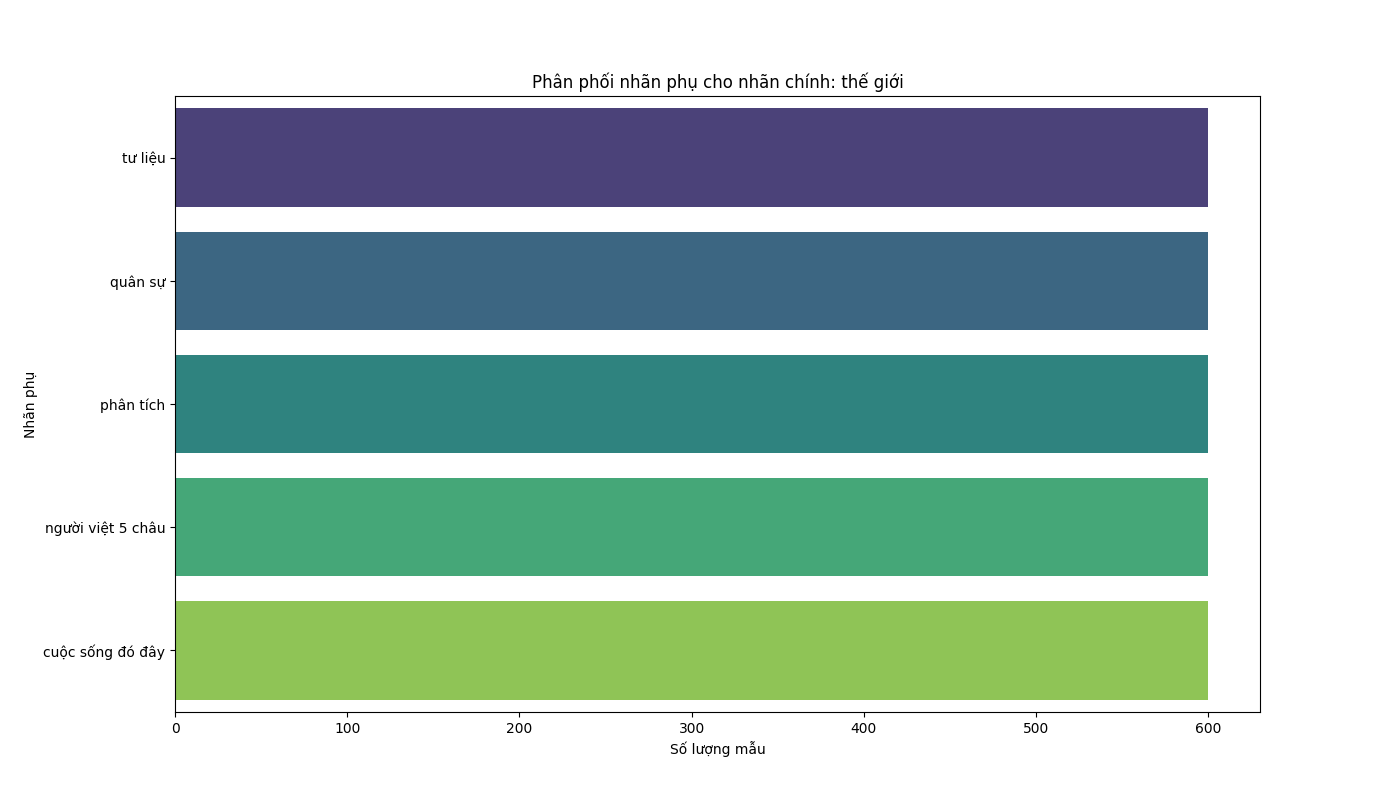 Phân phối nhãn phụ cho nhãn chính: thế giới
Nhãn phụ
tư liệu
quân sự
phân tích
người việt 5 châu
cuộc sống đó đây
0 100 200 300 400 500 600
Số lượng mẫu